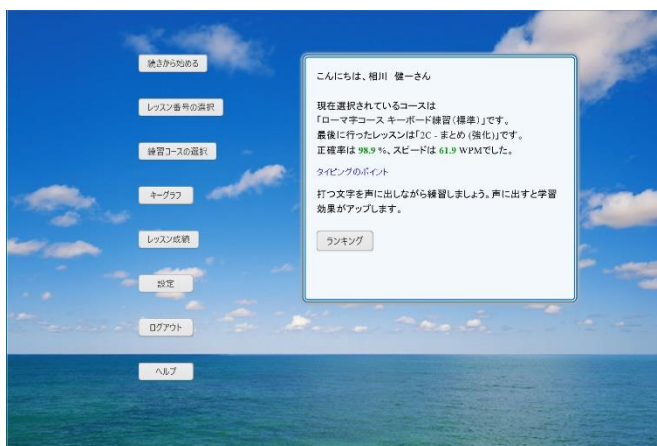 続きから始める
レッスン番号の選択
練習コースの選択
キーグラフ
レッスン成績
設定
ログアウト
ヘルプ
こんにちは、相川　健一さん
現在選択されているコースは
「ローマ字コース キーボード練習（標準）」です。
最後に行ったレッスンは「2C - まとめ (強化)」です。
正確率は 98.9 %、スピードは 61.9 WPMでした。
タイピングのポイント
打つ文字を声に出しながら練習しましょう。声に出すと学習
効果がアップします。
ランキング